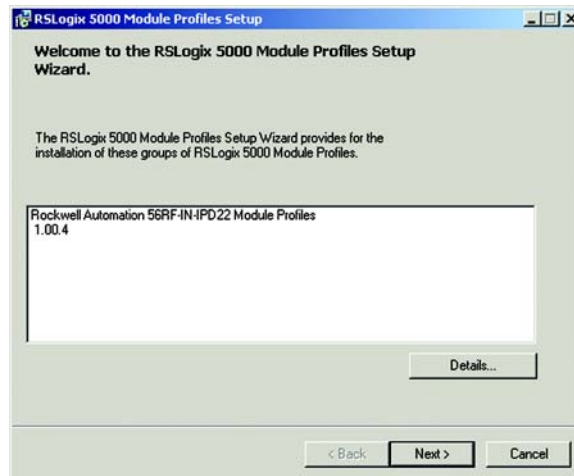 RSLogix 5000 Module Profiles Setup
Welcome to the RSLogix 5000 Module Profiles Setup
Wizard.
The RSLogix 5000 Module Profiles Setup Wizard provides for the
installation of these groups of RSLogix 5000 Module Profiles.
Rockwell Automation 56RF-IN-IPD22 Module Profiles
1.00.4
Details...
< Back Next > Cancel